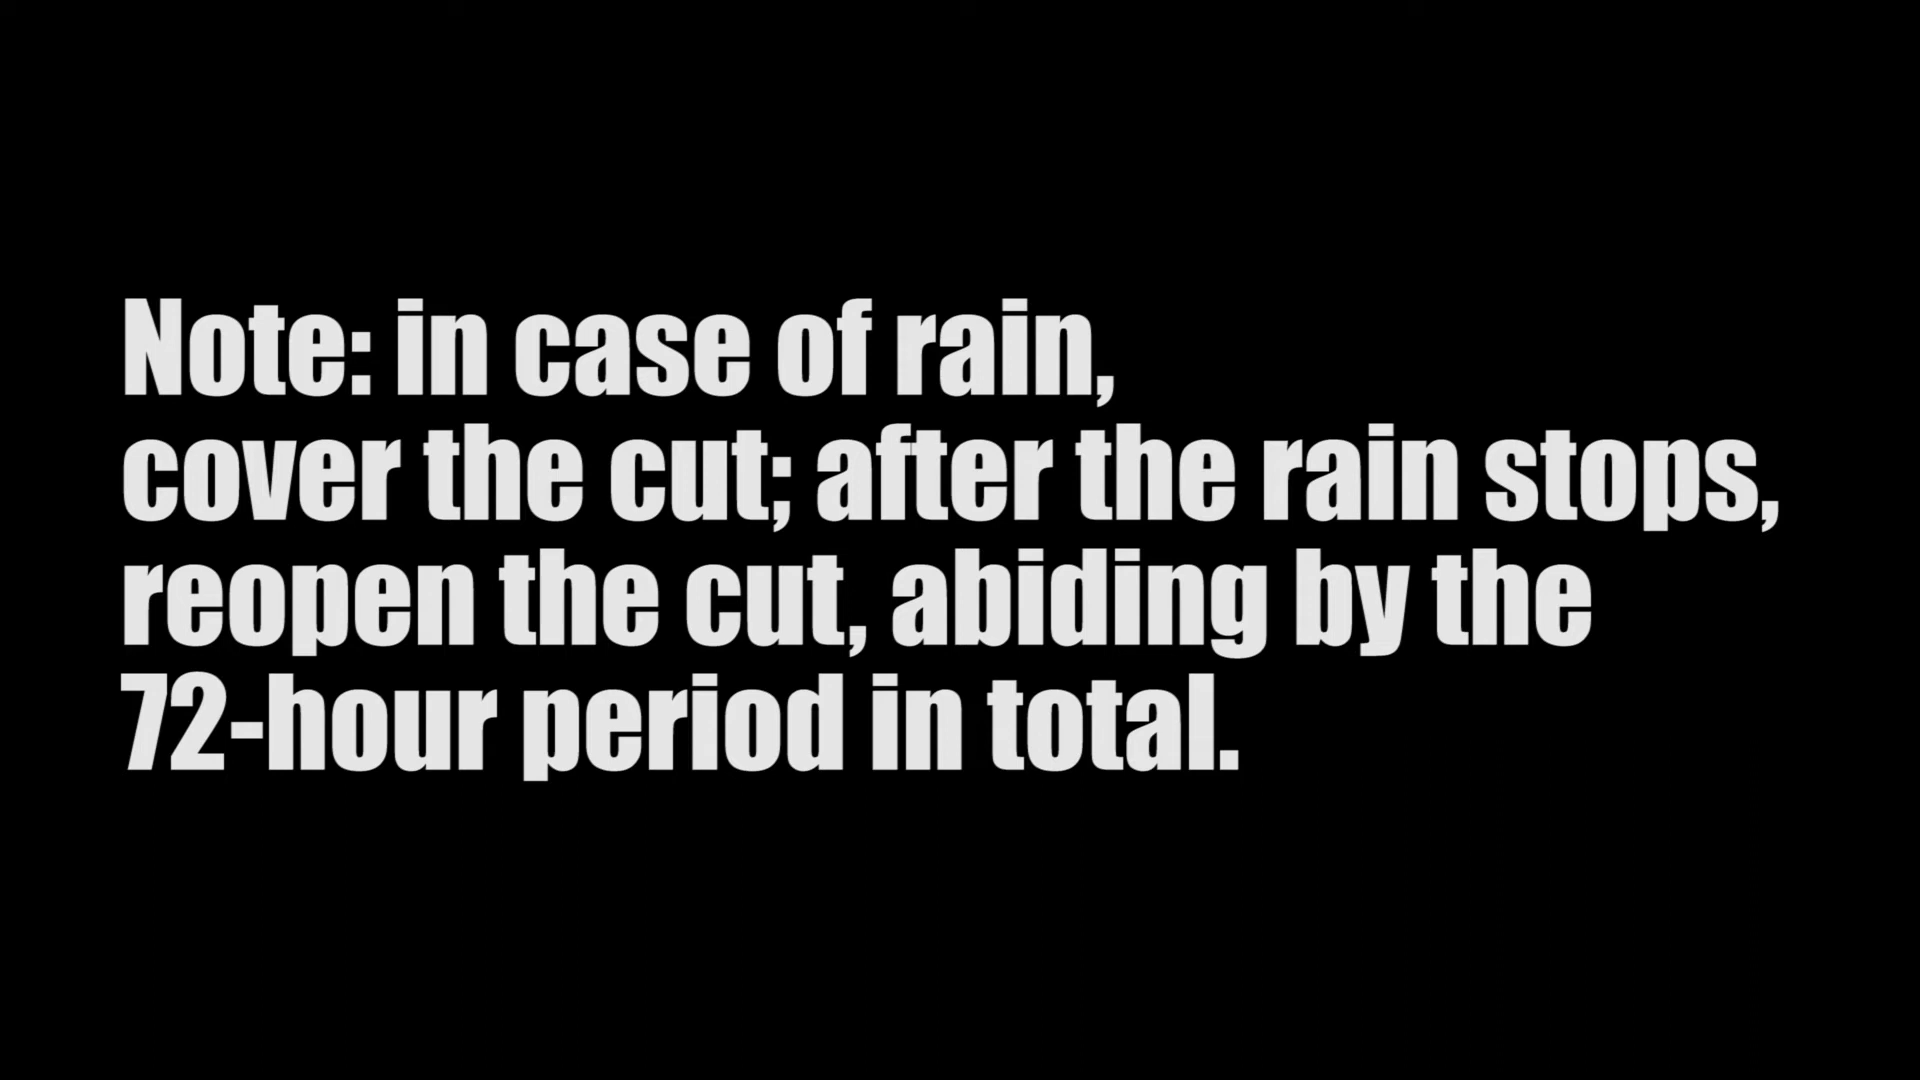 Note: in case of rain,
cover the cut; after the rain stops,
reopen the cut, abiding by the
72-hour period in total.